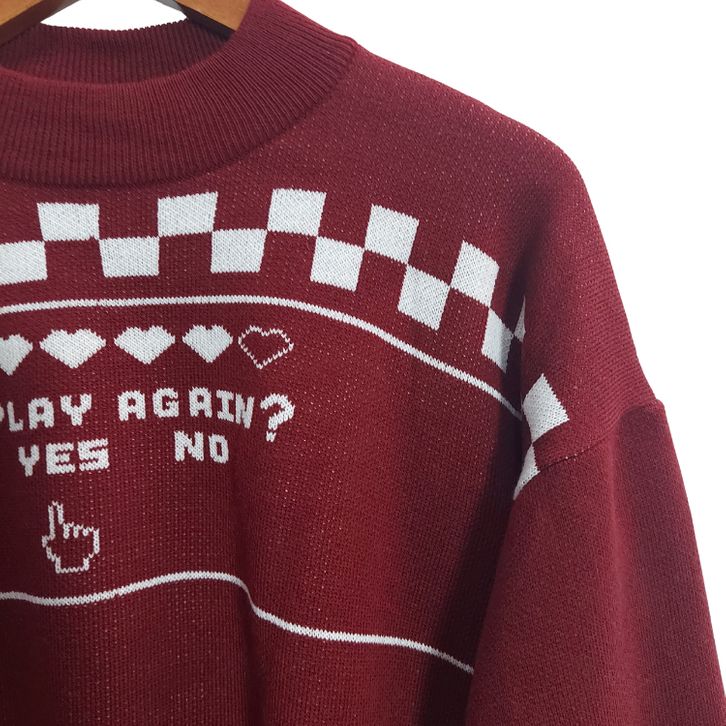 PLAY AGAIN?
YES NO